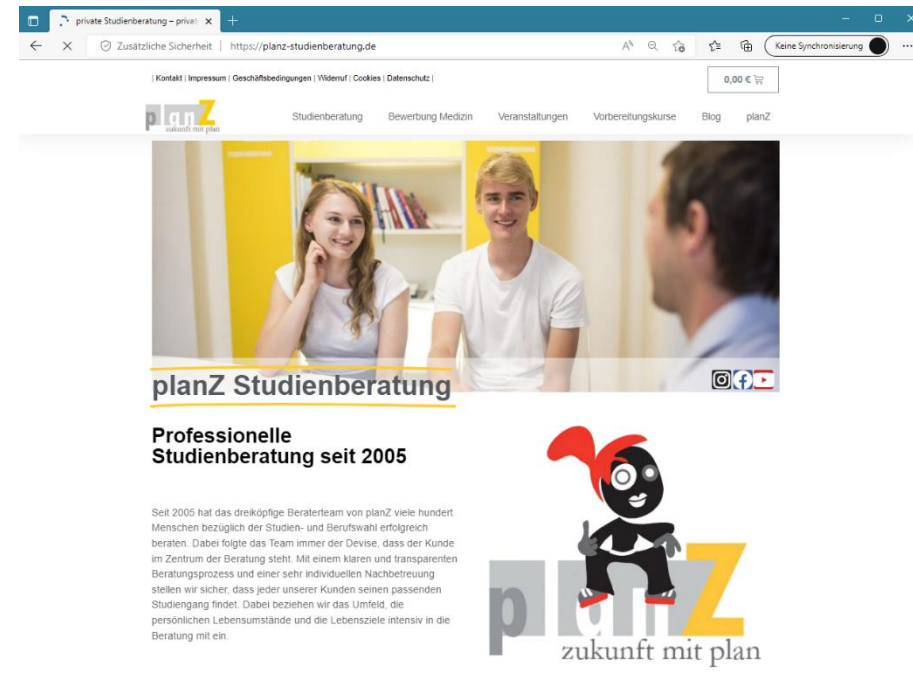 private Studienberatung – privat
Zusätzliche Sicherheit | https://planz-studienberatung.de
Keine Synchronisierung
| Kontakt | Impressum | Geschäftsbedingungen | Widerruf | Cookies | Datenschutz |
0,00 €
planZ
zukunft mit plan
Studienberatung Bewerbung Medizin Veranstaltungen Vorbereitungskurse Blog planZ
planZ Studienberatung
Professionelle
Studienberatung seit 2005
Seit 2005 hat das dreiköpfige Beraterteam von planZ viele hundert
Menschen bezüglich der Studien- und Berufswahl erfolgreich
beraten. Dabei folgte das Team immer der Devise, dass der Kunde
im Zentrum der Beratung steht. Mit einem klaren und transparenten
Beratungsprozess und einer sehr individuellen Nachbetreuung
stellen wir sicher, dass jeder unserer Kunden seinen passenden
Studiengang findet. Dabei beziehen wir das Umfeld, die
persönlichen Lebensumstände und die Lebensziele intensiv in die
Beratung mit ein.
planZ
zukunft mit plan